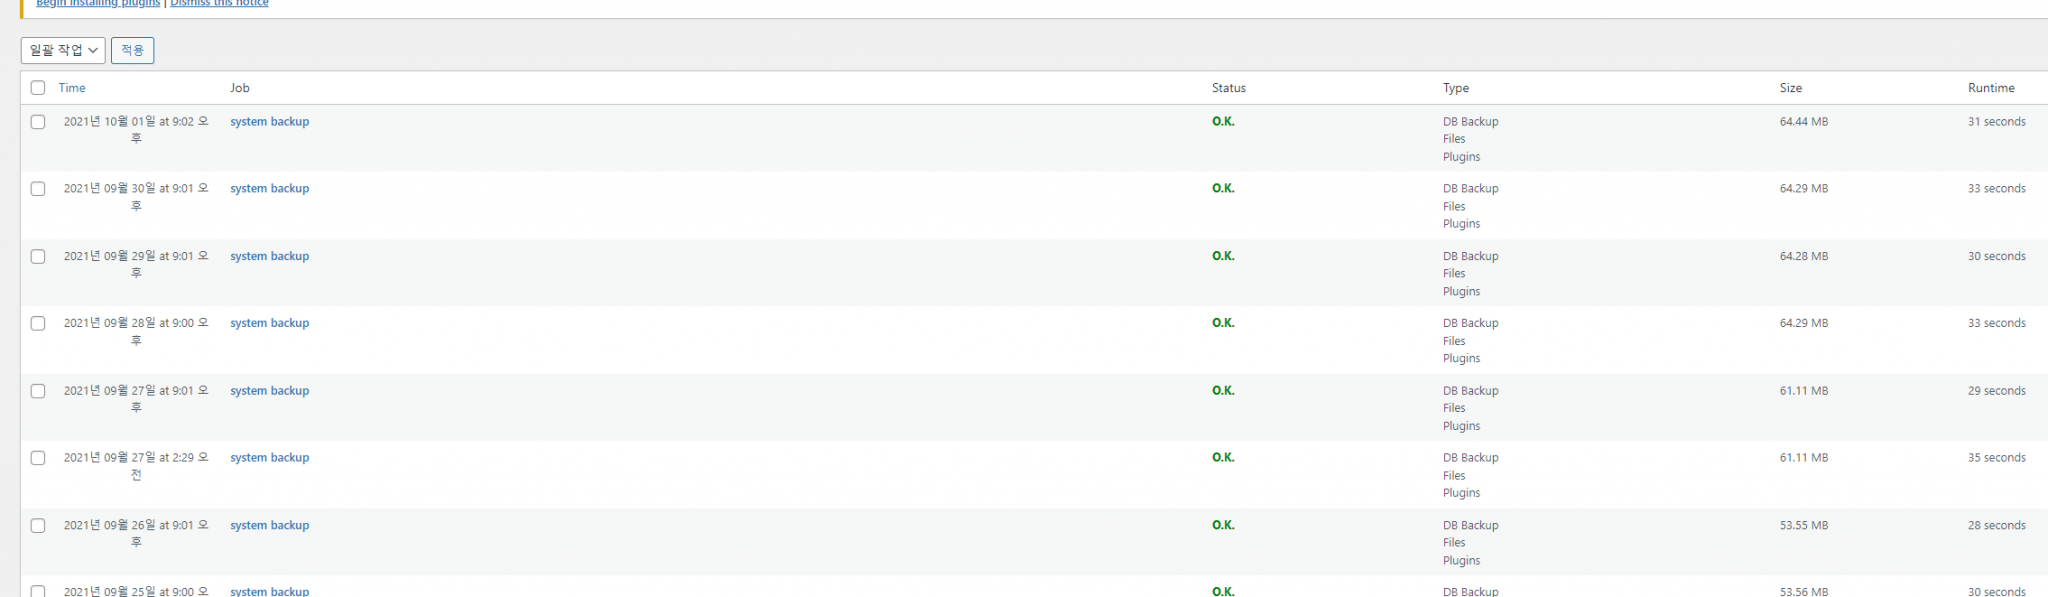 Begin installing plugins | Dismiss this notice
일괄 작업 적용
Time Job Status Type Size Runtime
2021년 10월 01일 at 9:02 오 system backup O.K. DB Backup 64.44 MB 31 seconds
후 Files
Plugins
2021년 09월 30일 at 9:01 오 system backup O.K. DB Backup 64.29 MB 33 seconds
후 Files
Plugins
2021년 09월 29일 at 9:01 오 system backup O.K. DB Backup 64.28 MB 30 seconds
후 Files
Plugins
2021년 09월 28일 at 9:00 오 system backup O.K. DB Backup 64.29 MB 33 seconds
후 Files
Plugins
2021년 09월 27일 at 9:01 오 system backup O.K. DB Backup 61.11 MB 29 seconds
후 Files
Plugins
2021년 09월 27일 at 2:29 오 system backup O.K. DB Backup 61.11 MB 35 seconds
전 Files
Plugins
2021년 09월 26일 at 9:01 오 system backup O.K. DB Backup 53.55 MB 28 seconds
후 Files
Plugins
2021년 09월 25일 at 9:00 오 system backup O.K. DB Backup 53.56 MB 30 seconds